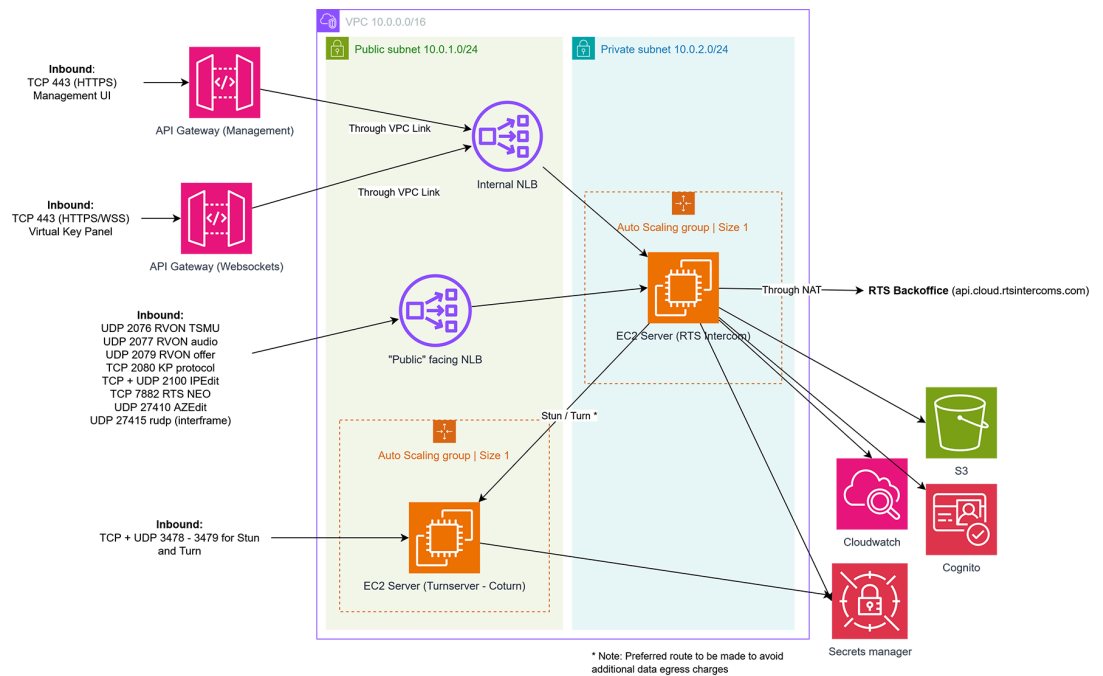 VPC 10.0.0.0/16
Public subnet 10.0.1.0/24
Private subnet 10.0.2.0/24
Inbound:
TCP 443 (HTTPS)
Management UI
API Gateway (Management)
Through VPC Link
Internal NLB
Through VPC Link
Inbound:
TCP 443 (HTTPS/WSS)
Virtual Key Panel
API Gateway (Websockets)
Auto Scaling group | Size 1
EC2 Server (RTS Intercom)
Through NAT
RTS Backoffice (api.cloud.rtsintercoms.com)
Inbound:
UDP 2076 RVON TSMU
UDP 2077 RVON audio
UDP 2079 RVON offer
TCP 2080 KP protocol
TCP + UDP 2100 IPEdit
TCP 7882 RTS NEO
UDP 27410 AZEdit
UDP 27415 rudp (interframe)
"Public" facing NLB
Stun / Turn *
Auto Scaling group | Size 1
S3
Cloudwatch
Cognito
Inbound:
TCP + UDP 3478 - 3479 for Stun
and Turn
EC2 Server (Turnserver - Coturn)
Secrets manager
* Note: Preferred route to be made to avoid
additional data egress charges